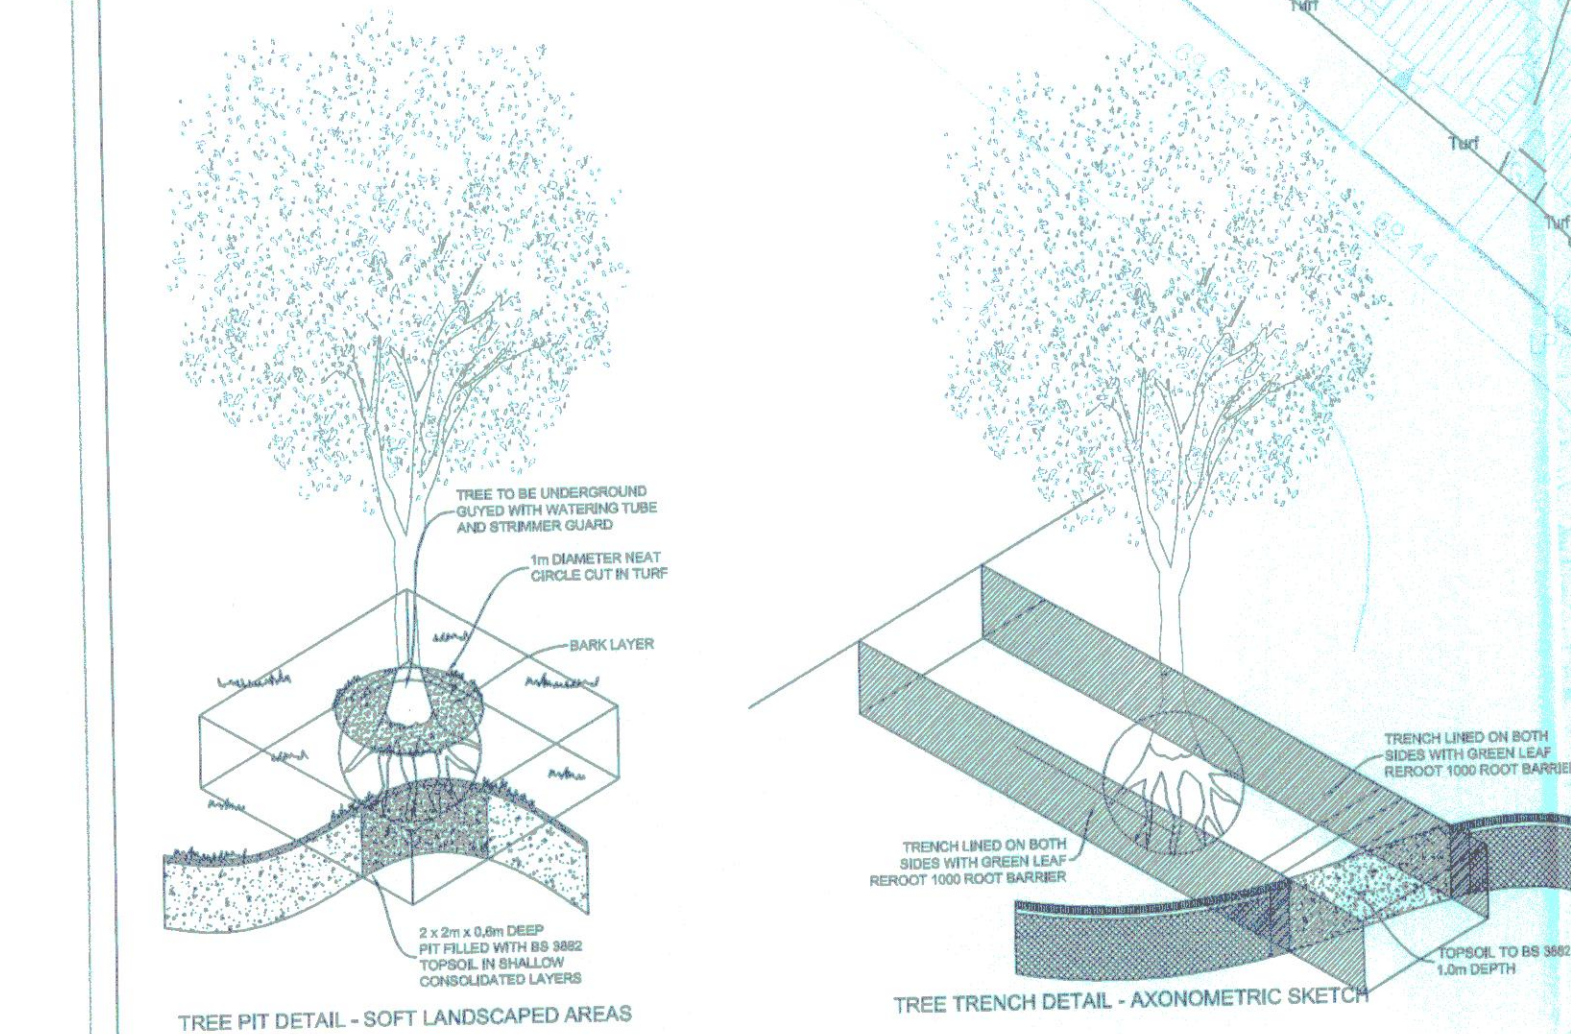 TREE TO BE UNDERGROUND
GUYED WITH WATERING TUBE
AND STRIMMER GUARD
1m DIAMETER NEAT
CIRCLE CUT IN TURF
BARK LAYER
2 x 2m x 0,6m DEEP
PIT FILLED WITH BS 3882
TOPSOIL IN SHALLOW
CONSOLIDATED LAYERS
TREE PIT DETAIL - SOFT LANDSCAPED AREAS
Turf
Turf
Turf
69.44
TRENCH LINED ON BOTH
SIDES WITH GREEN LEAF
REROOT 1000 ROOT BARRIER
TRENCH LINED ON BOTH
SIDES WITH GREEN LEAF
REROOT 1000 ROOT BARRIER
TOPSOIL TO BS 3882
1.0m DEPTH
TREE TRENCH DETAIL - AXONOMETRIC SKETCH